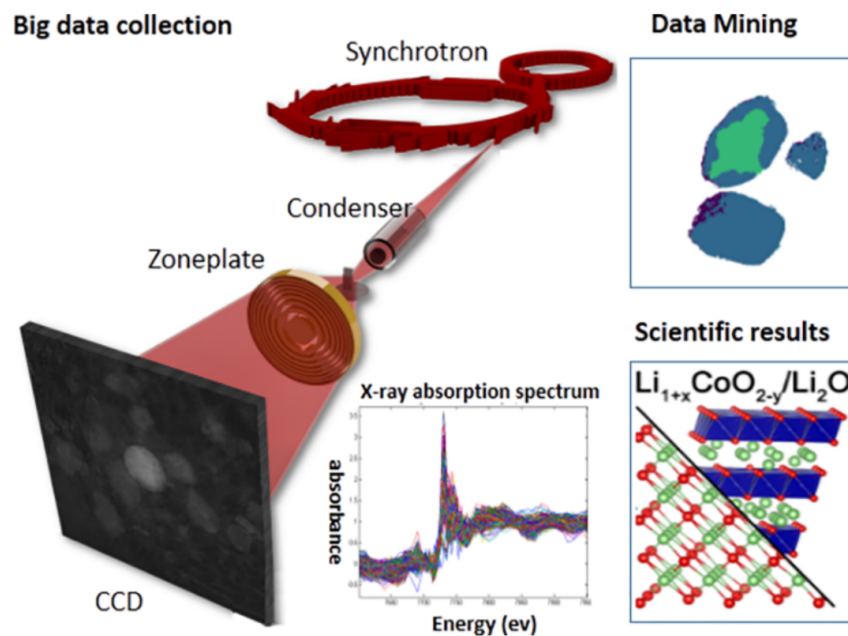 Big data collection
Synchrotron
Condenser
Zoneplate
CCD
X-ray absorption spectrum
absorbance
Energy (ev)
Data Mining
Scientific results
Li₁₊ₓCoO₂₋ᵧ/Li₂O